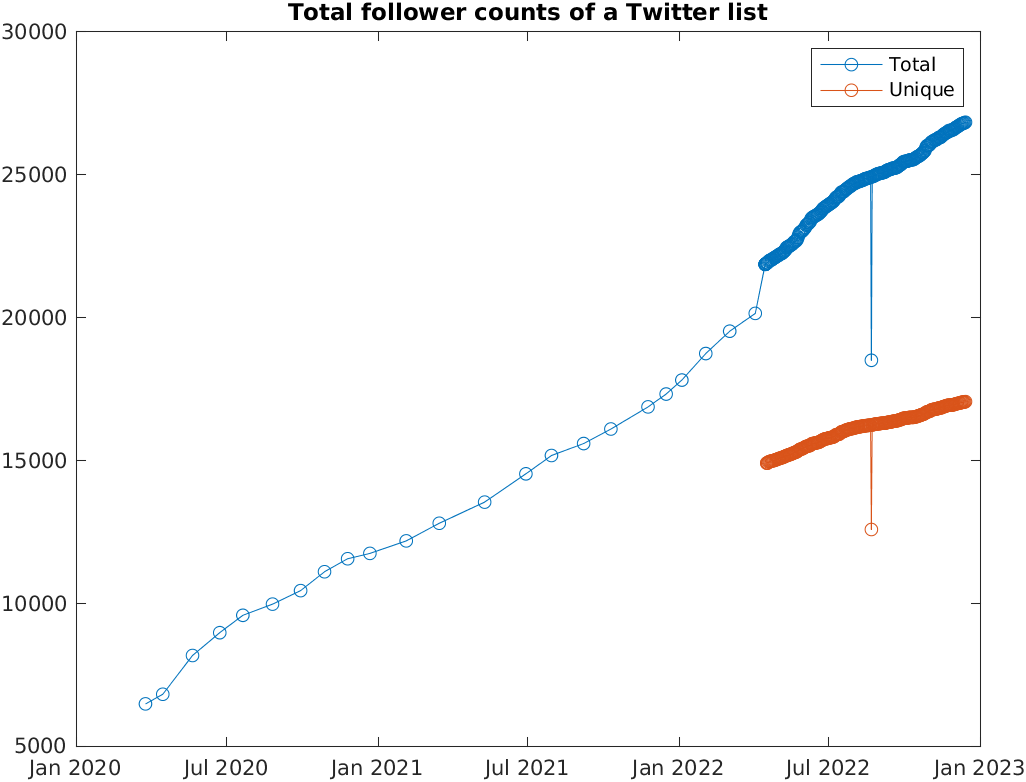 Total follower counts of a Twitter list
30000
25000
20000
15000
10000
5000
Jan 2020
Jul 2020
Jan 2021
Jul 2021
Jan 2022
Jul 2022
Jan 2023
Total
Unique